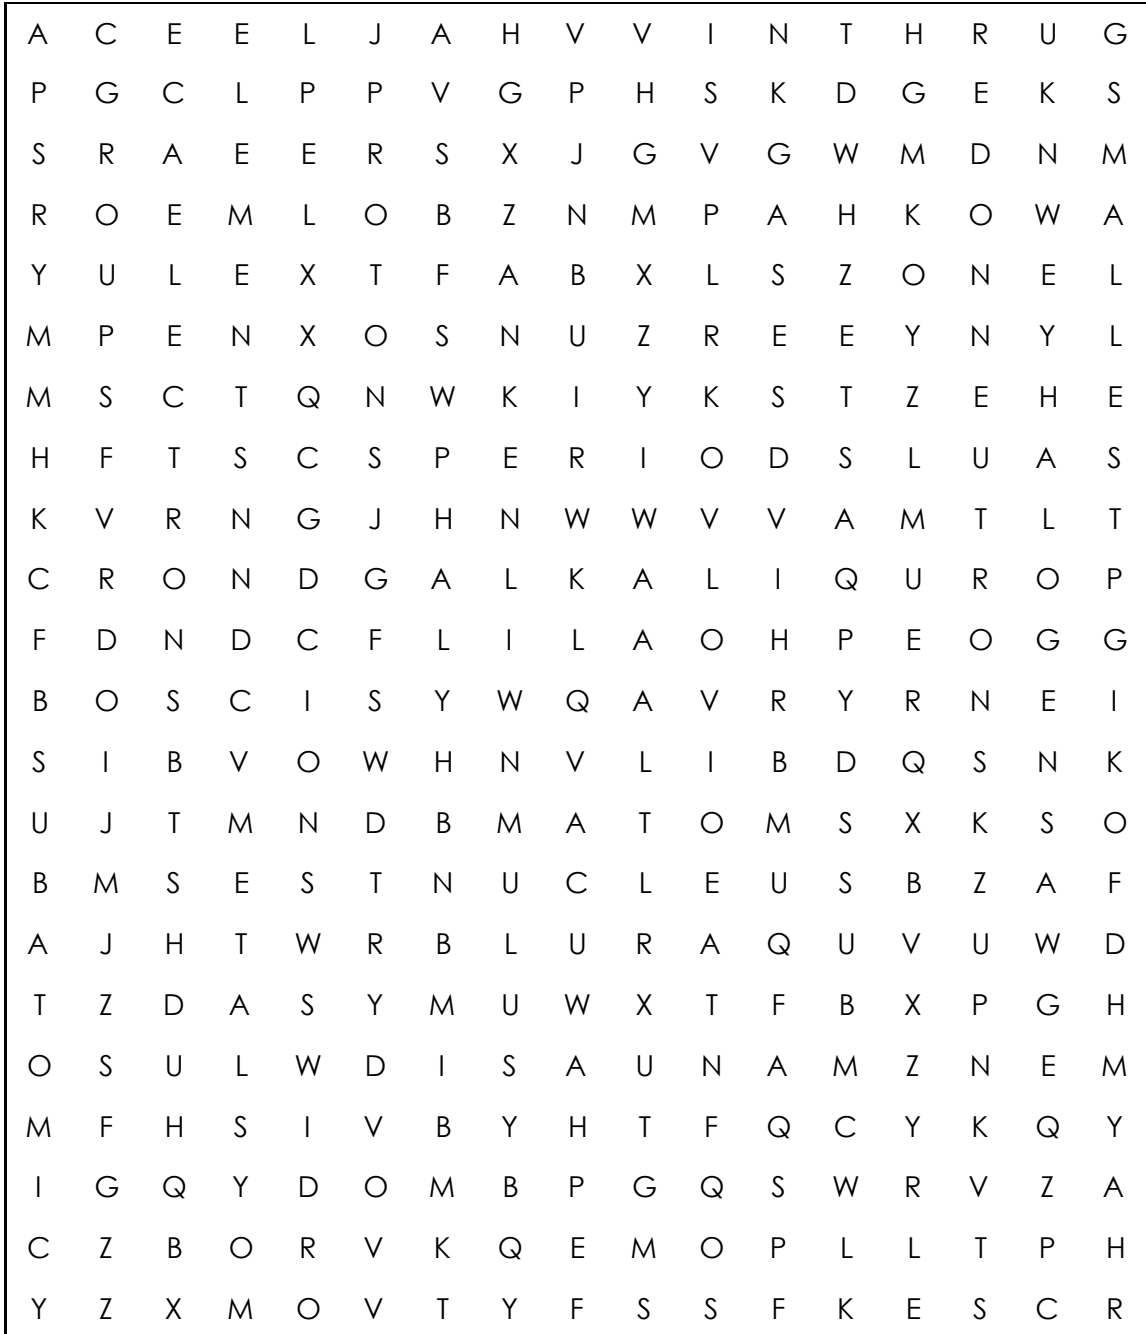 A C E E L J A H V V I N T H R U G
P G C L P P V G P H S K D G E K S
S R A E E R S X J G V G W M D N M
R O E M L O B Z N M P A H K O W A
Y U L E X T F A B X L S Z O N E L
M P E N X O S N U Z R E E Y N Y L
M S C T Q N W K I Y K S T Z E H E
H F T S C S P E R I O D S L U A S
K V R N G J H N W W V V A M T L T
C R O N D G A L K A L I Q U R O P
F D N D C F L I L A O H P E O G G
B O S C I S Y W Q A V R Y R N E I
S I B V O W H N V L I B D Q S N K
U J T M N D B M A T O M S X K S O
B M S E S T N U C L E U S B Z A F
A J H T W R B L U R A Q U V U W D
T Z D A S Y M U W X T F B X P G H
O S U L W D I S A U N A M Z N E M
M F H S I V B Y H T F Q C Y K Q Y
I G Q Y D O M B P G Q S W R V Z A
C Z B O R V K Q E M O P L L T P H
Y Z X M O V T Y F S S F K E S C R